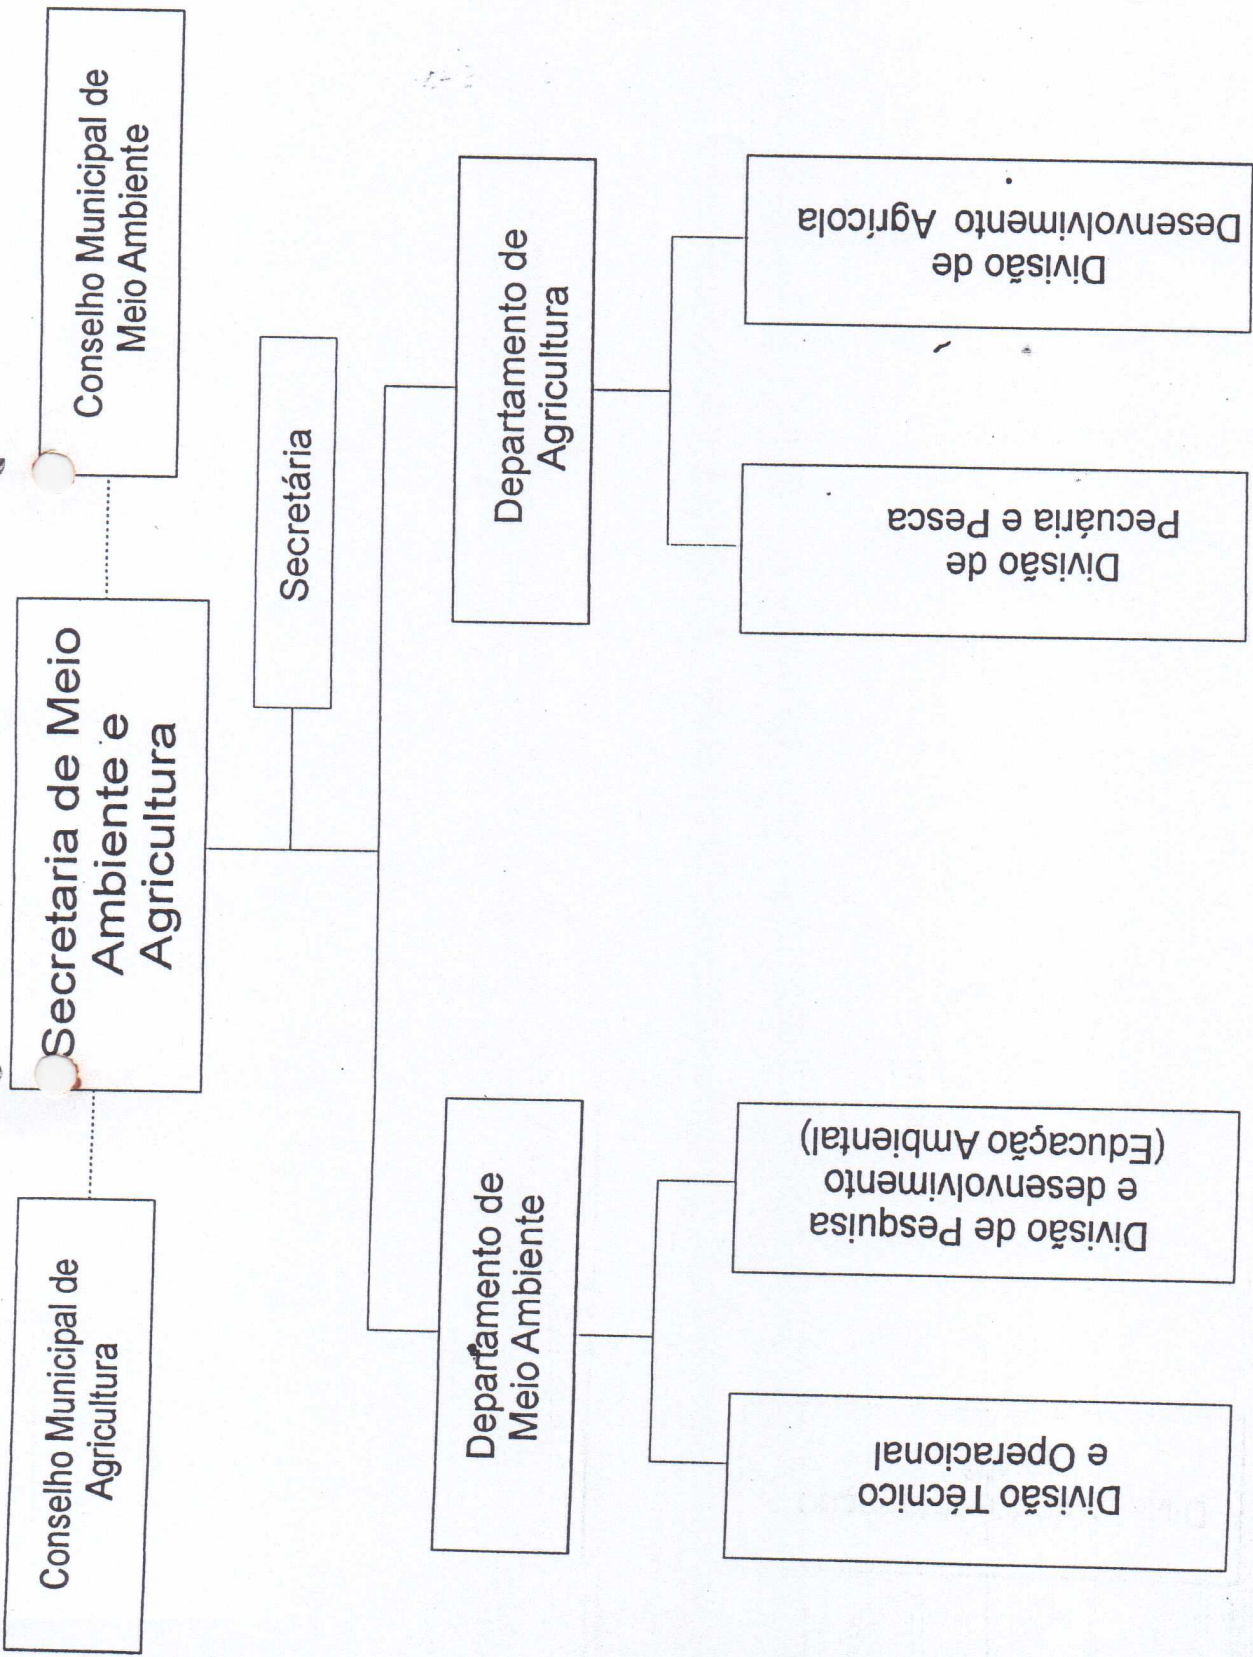 Conselho Municipal de
Agricultura
Secretaria de Meio
Ambiente e
Agricultura
Conselho Municipal de
Meio Ambiente
Secretária
Departamento de
Meio Ambiente
Departamento de
Agricultura
Divisão Técnico
e Operacional
Divisão de Pesquisa
e desenvolvimento
(Educação Ambiental)
Divisão de
Pecuária e Pesca
Divisão de
Desenvolvimento Agrícola